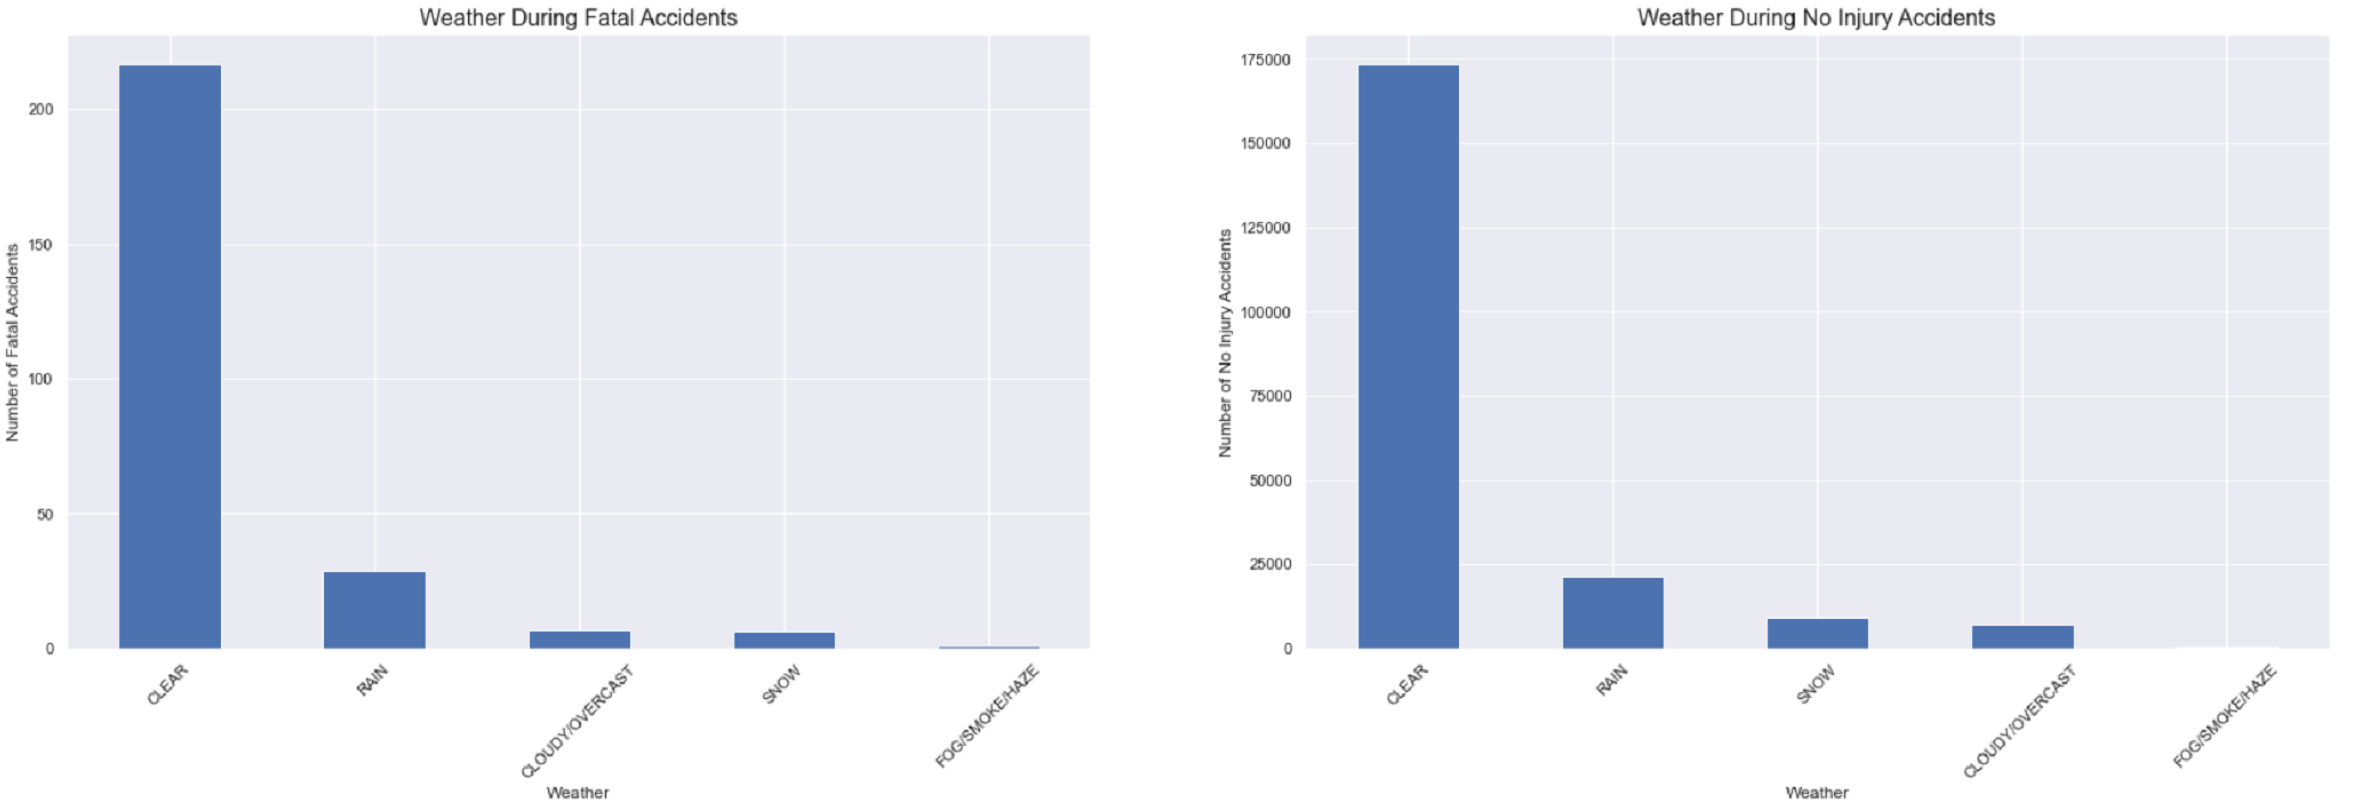 Weather During Fatal Accidents
Number of Fatal Accidents
200
150
100
50
0
CLEAR
RAIN
CLOUDY/OVERCAST
SNOW
FOG/SMOKE/HAZE
Weather
Weather During No Injury Accidents
Number of No Injury Accidents
175000
150000
125000
100000
75000
50000
25000
0
CLEAR
RAIN
SNOW
CLOUDY/OVERCAST
FOG/SMOKE/HAZE
Weather